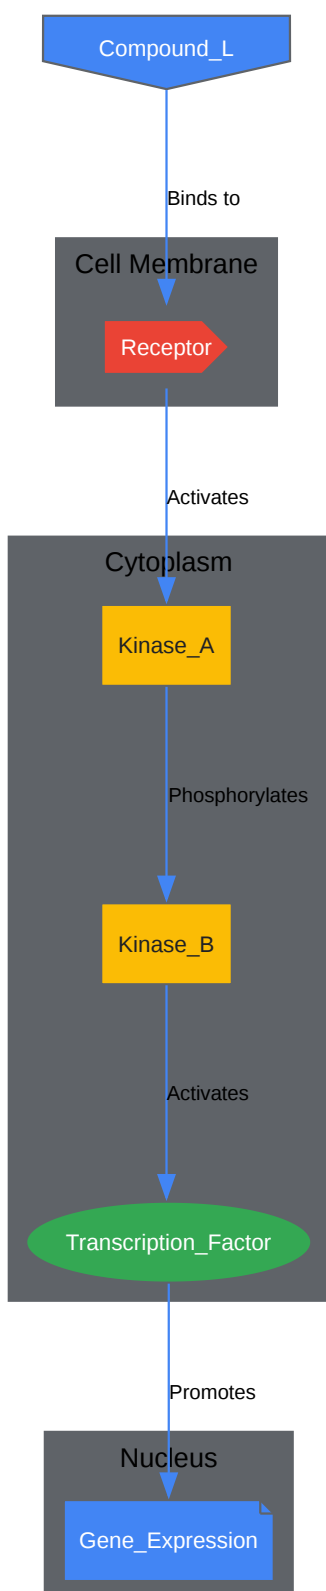 Compound_L
Binds to
Cell Membrane
Receptor
Activates
Cytoplasm
Kinase_A
Phosphorylates
Kinase_B
Activates
Transcription_Factor
Promotes
Nucleus
Gene_Expression